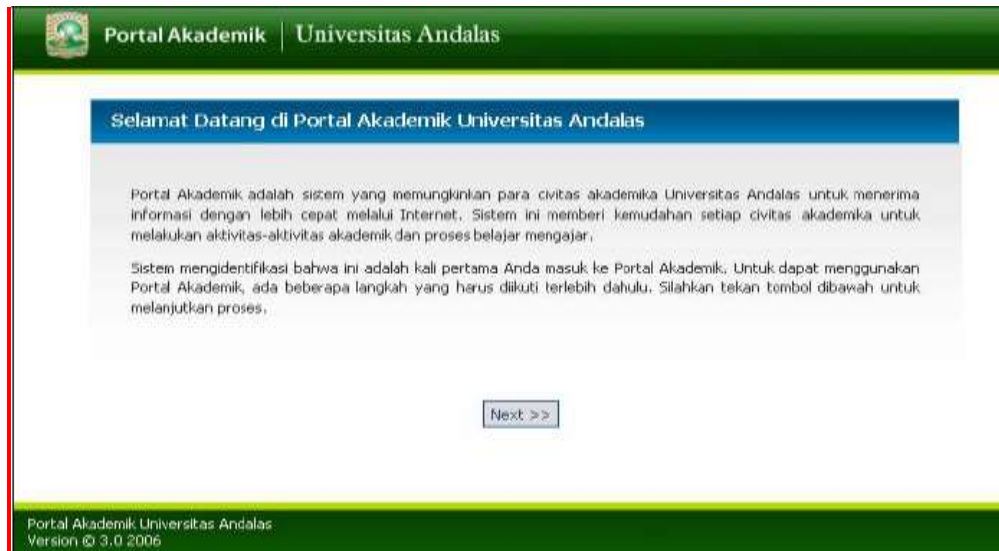 Portal Akademik | Universitas Andalas
Selamat Datang di Portal Akademik Universitas Andalas
Portal Akademik adalah sistem yang memungkinkan para civitas akademika Universitas Andalas untuk menerima
informasi dengan lebih cepat melalui Internet. Sistem ini memberi kemudahan setiap civitas akademika untuk
melakukan aktivitas-aktivitas akademik dan proses belajar mengajar.
Sistem mengidentifikasi bahwa ini adalah kali pertama Anda masuk ke Portal Akademik. Untuk dapat menggunakan
Portal Akademik, ada beberapa langkah yang harus diikuti terlebih dahulu. Silahkan tekan tombol dibawah untuk
melanjutkan proses.
Next >>
Portal Akademik Universitas Andalas
Version © 3.0 2006